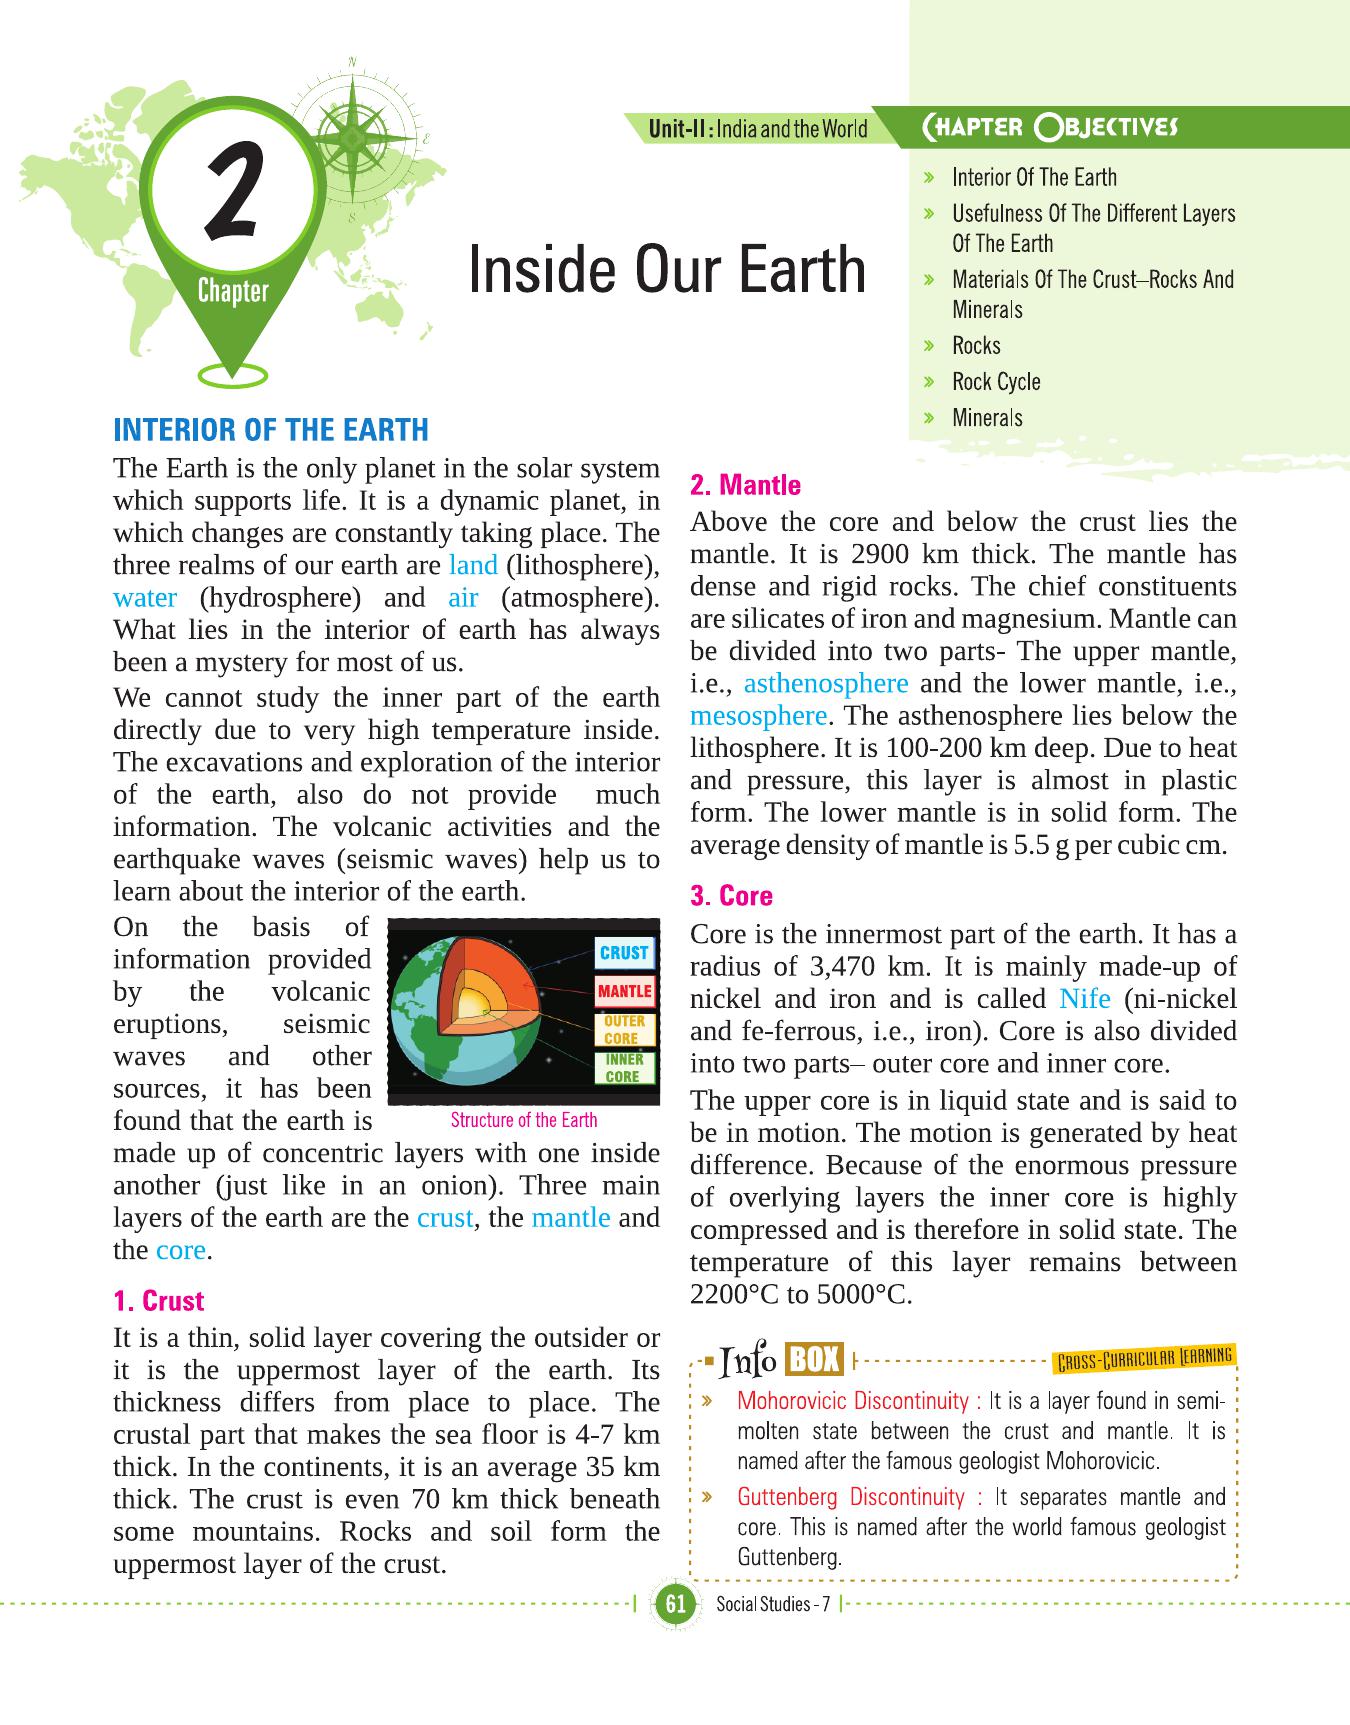 N
E
S
2
Chapter
Unit-II : India and the World
CHAPTER OBJECTIVES
» Interior Of The Earth
» Usefulness Of The Different Layers
Of The Earth
» Materials Of The Crust–Rocks And
Minerals
» Rocks
» Rock Cycle
» Minerals
Inside Our Earth
INTERIOR OF THE EARTH
The Earth is the only planet in the solar system
which supports life. It is a dynamic planet, in
which changes are constantly taking place. The
three realms of our earth are land (lithosphere),
water (hydrosphere) and air (atmosphere).
What lies in the interior of earth has always
been a mystery for most of us.
We cannot study the inner part of the earth
directly due to very high temperature inside.
The excavations and exploration of the interior
of the earth, also do not provide much
information. The volcanic activities and the
earthquake waves (seismic waves) help us to
learn about the interior of the earth.
On the basis of
information provided
by the volcanic
eruptions, seismic
waves and other
sources, it has been
found that the earth is
made up of concentric layers with one inside
another (just like in an onion). Three main
layers of the earth are the crust, the mantle and
the core.
CRUST
MANTLE
OUTER
CORE
INNER
CORE
Structure of the Earth
1. Crust
It is a thin, solid layer covering the outsider or
it is the uppermost layer of the earth. Its
thickness differs from place to place. The
crustal part that makes the sea floor is 4-7 km
thick. In the continents, it is an average 35 km
thick. The crust is even 70 km thick beneath
some mountains. Rocks and soil form the
uppermost layer of the crust.
2. Mantle
Above the core and below the crust lies the
mantle. It is 2900 km thick. The mantle has
dense and rigid rocks. The chief constituents
are silicates of iron and magnesium. Mantle can
be divided into two parts- The upper mantle,
i.e., asthenosphere and the lower mantle, i.e.,
mesosphere. The asthenosphere lies below the
lithosphere. It is 100-200 km deep. Due to heat
and pressure, this layer is almost in plastic
form. The lower mantle is in solid form. The
average density of mantle is 5.5 g per cubic cm.
3. Core
Core is the innermost part of the earth. It has a
radius of 3,470 km. It is mainly made-up of
nickel and iron and is called Nife (ni-nickel
and fe-ferrous, i.e., iron). Core is also divided
into two parts– outer core and inner core.
The upper core is in liquid state and is said to
be in motion. The motion is generated by heat
difference. Because of the enormous pressure
of overlying layers the inner core is highly
compressed and is therefore in solid state. The
temperature of this layer remains between
2200°C to 5000°C.
Info BOX
CROSS-CURRICULAR LEARNING
» Mohorovicic Discontinuity : It is a layer found in semi-
molten state between the crust and mantle. It is
named after the famous geologist Mohorovicic.
» Guttenberg Discontinuity : It separates mantle and
core. This is named after the world famous geologist
Guttenberg.
61
Social Studies - 7